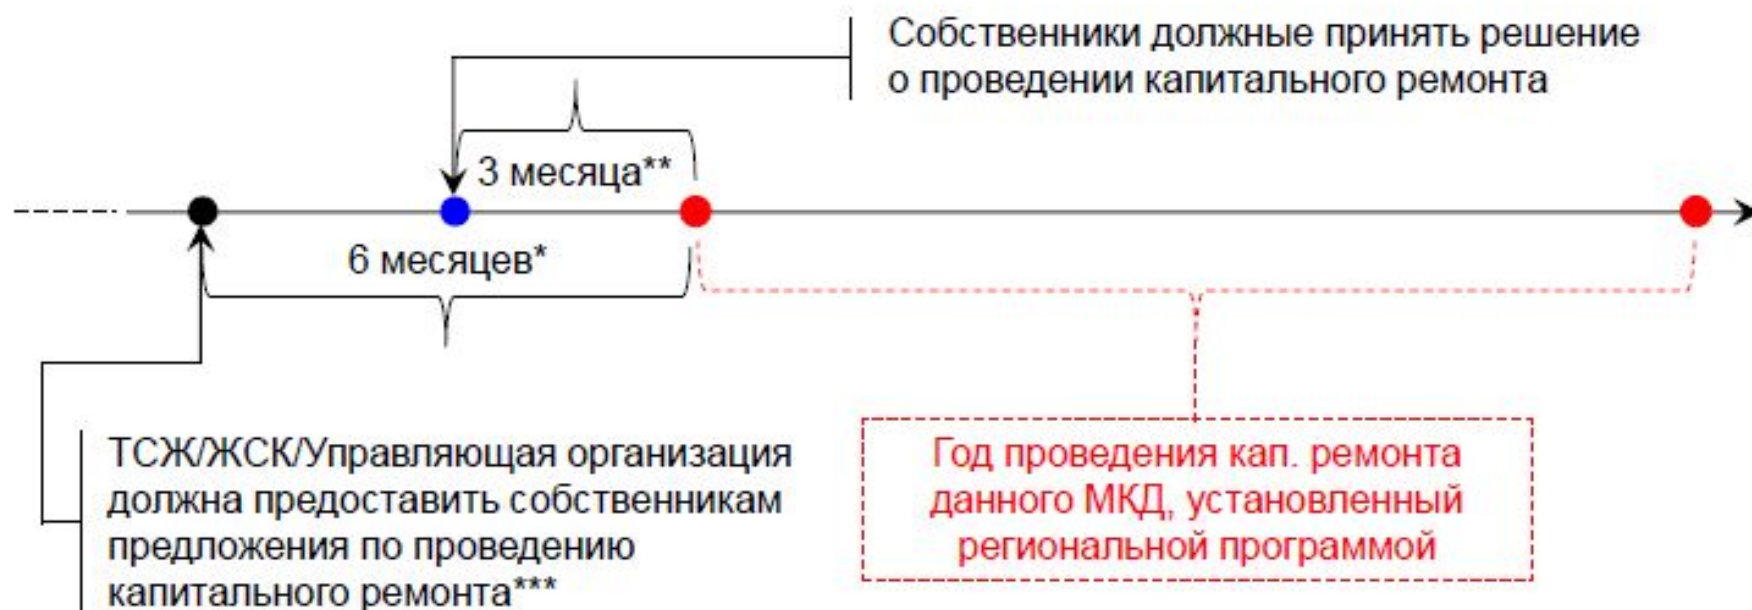 Собственники должные принять решение
о проведении капитального ремонта
3 месяца**
6 месяцев*
ТСЖ/ЖСК/Управляющая организация
должна предоставить собственникам
предложения по проведению
капитального ремонта***
Год проведения кап. ремонта
данного МКД, установленный
региональной программой